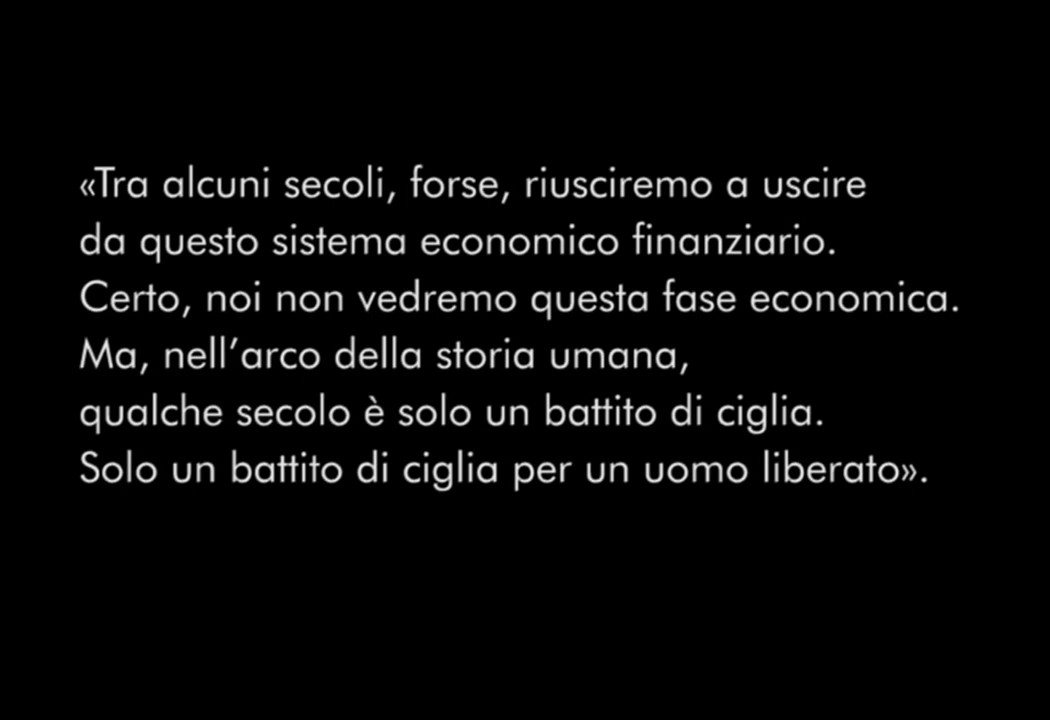 «Tra alcuni secoli, forse, riusciremo a uscire
da questo sistema economico finanziario.
Certo, noi non vedremo questa fase economica.
Ma, nell’arco della storia umana,
qualche secolo è solo un battito di ciglia.
Solo un battito di ciglia per un uomo liberato».